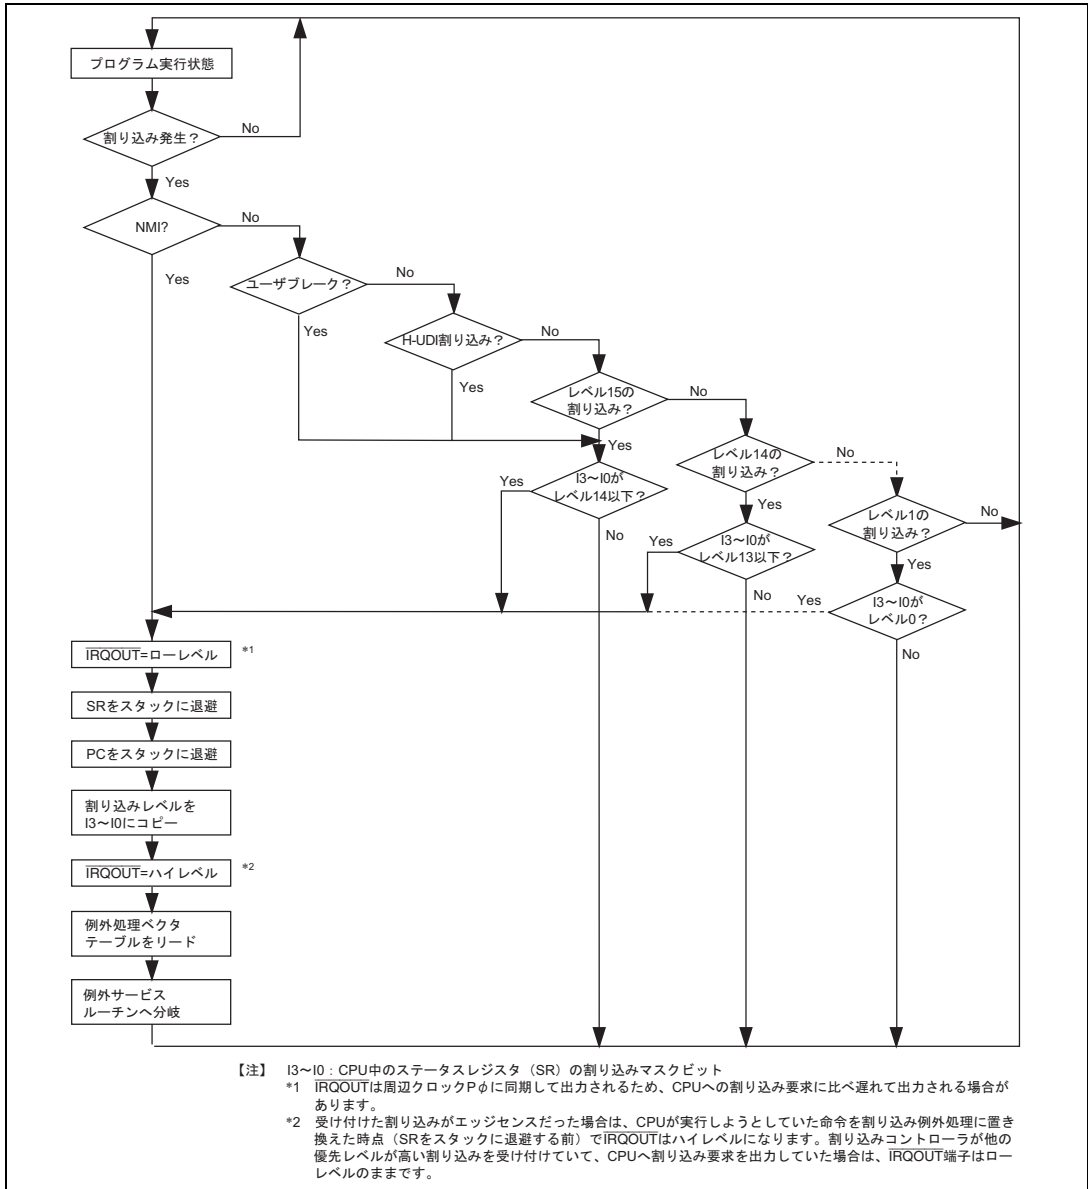 プログラム実行状態
割り込み発生?
No
Yes
NMI?
No
Yes
ユーザブレーク?
No
Yes
H-UDI割り込み?
No
Yes
レベル15の
割り込み?
No
Yes
I3~I0が
レベル14以下?
Yes
No
レベル14の
割り込み?
No
Yes
I3~I0が
レベル13以下?
Yes
No
レベル1の
割り込み?
No
Yes
I3~I0が
レベル0?
Yes
No
IRQOUT=ローレベル *1
SRをスタックに退避
PCをスタックに退避
割り込みレベルを
I3~I0にコピー
IRQOUT=ハイレベル *2
例外処理ベクタ
テーブルをリード
例外サービス
ルーチンへ分岐
【注】 I3~I0:CPU中のステータスレジスタ(SR)の割り込みマスクビット
*1 IRQOUTは周辺クロックPφに同期して出力されるため、CPUへの割り込み要求に比べ遅れて出力される場合が
あります。
*2 受け付けた割り込みがエッジセンスだった場合は、CPUが実行しようとしていた命令を割り込み例外処理に置き
換えた時点(SRをスタックに退避する前)でIRQOUTはハイレベルになります。割り込みコントローラが他の
優先レベルが高い割り込みを受け付けていて、CPUへ割り込み要求を出力していた場合は、IRQOUT端子はロー
レベルのままです。